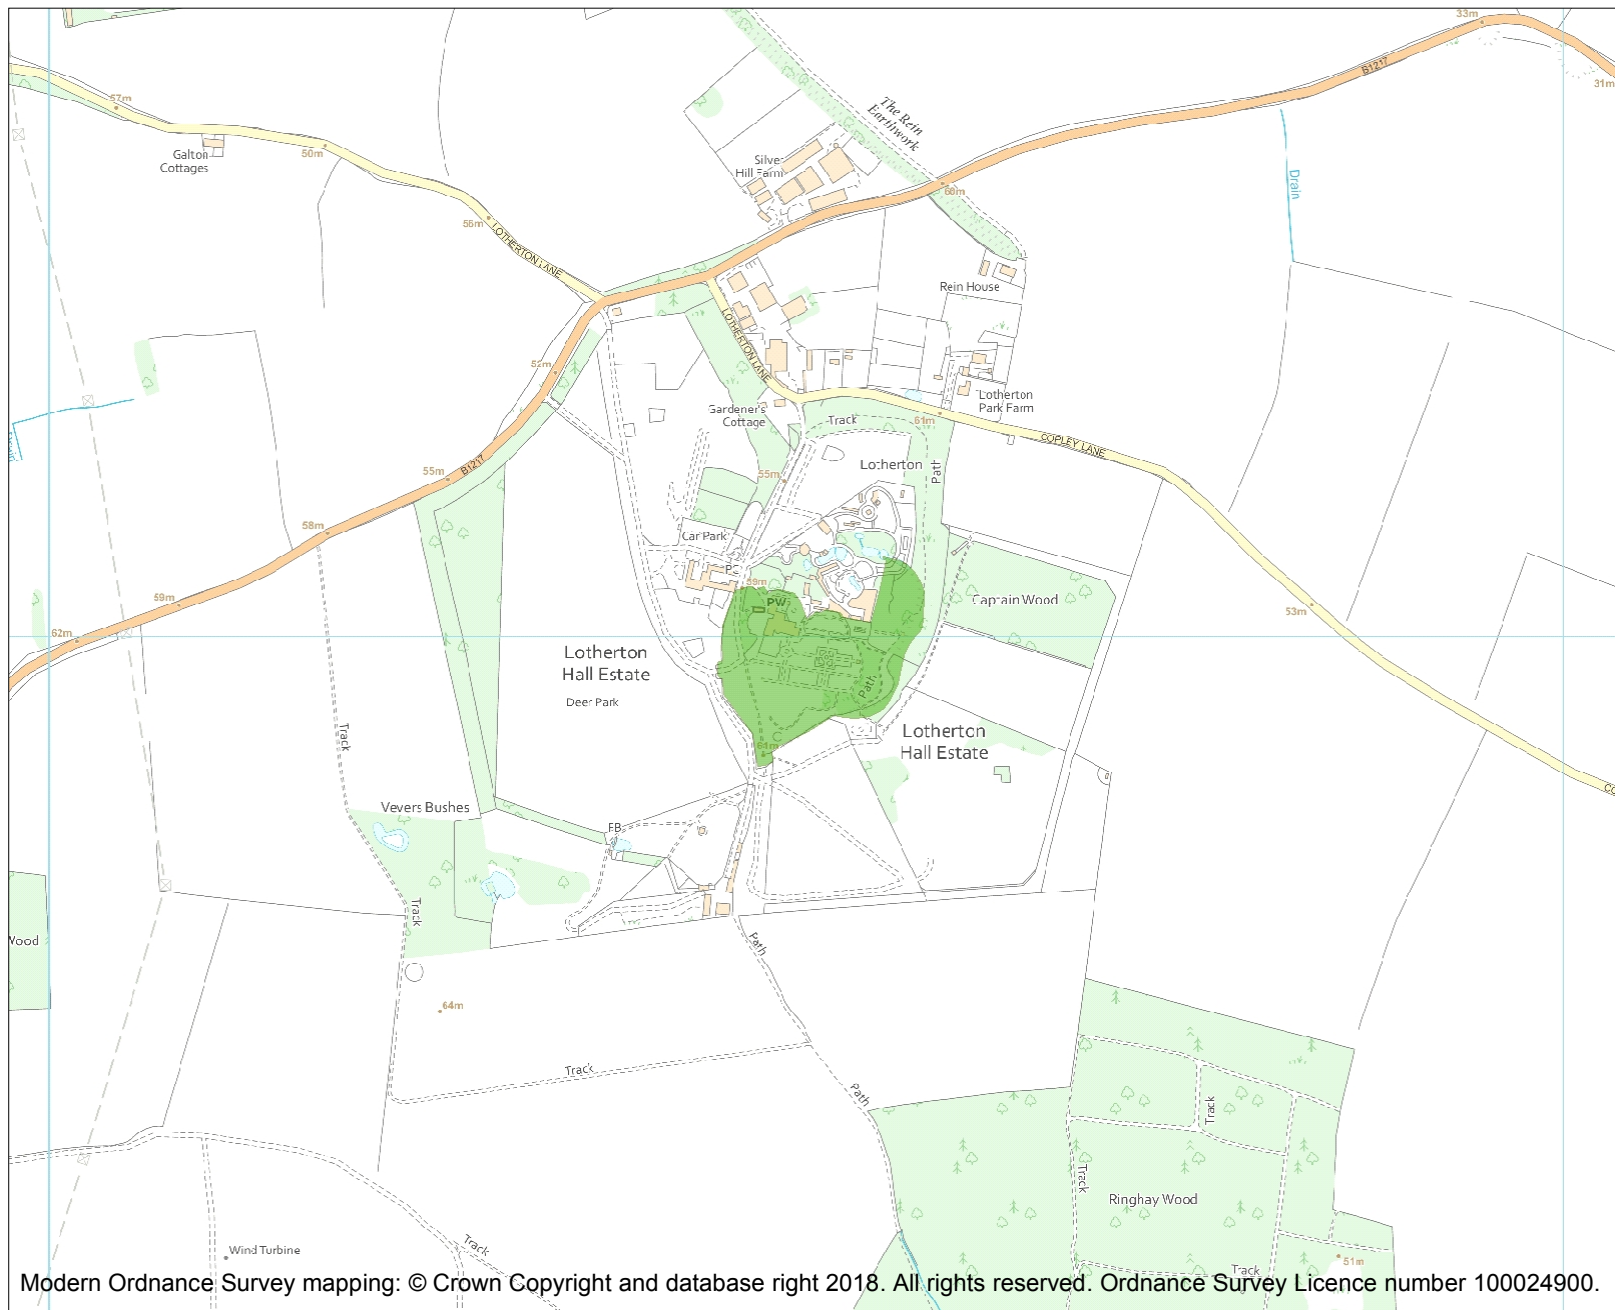 33m
B1217
31m
57m
The Rein
Earthwork
Galton
Cottages
50m
Silve
Hill Farm
Drain
60m
56m
LOTHERTON LANE
Rein House
LOTHERTON LANE
52m
Lotherton
Park Farm
Gardener's
Cottage
Track
61m
COPLEY LANE
Lotherton
Path
55m
B1217
55m
58m
Car Park
PC
59m
PW
Captain Wood
59m
53m
62m
Lotherton
Hall Estate
Path
Deer Park
Track
Lotherton
Hall Estate
C
61m
CO
Vevers Bushes
FB
Track
Wood
Path
64m
Track
Path
Track
Track
Ringhay Wood
Wind Turbine
Track
51m
Track
Modern Ordnance Survey mapping: © Crown Copyright and database right 2018. All rights reserved. Ordnance Survey Licence number 100024900.